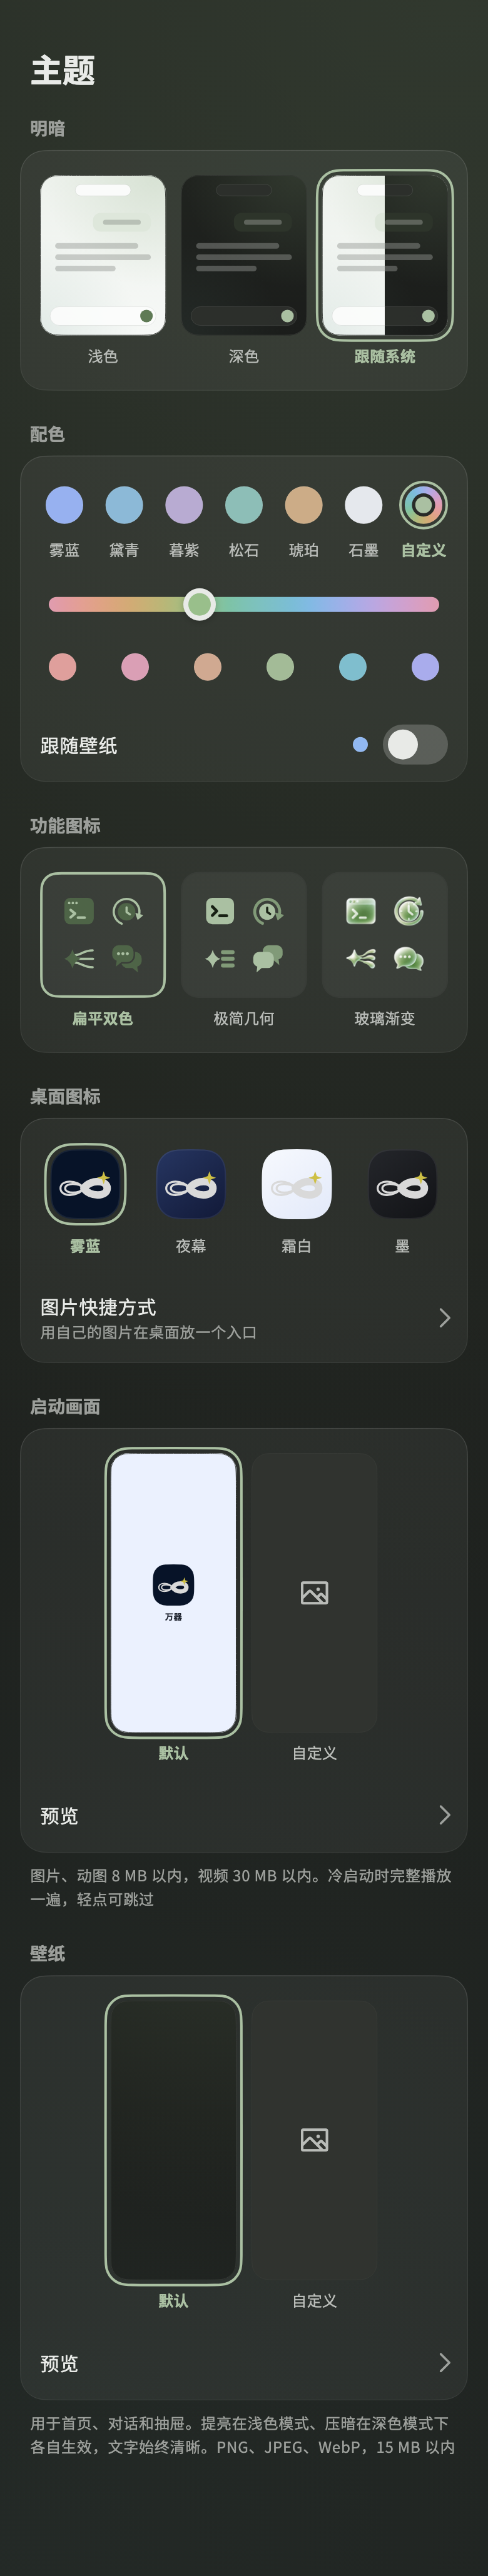 主题
明暗
浅色
深色
跟随系统
配色
雾蓝
黛青
暮紫
松石
琥珀
石墨
自定义
跟随壁纸
功能图标
扁平双色
极简几何
玻璃渐变
桌面图标
雾蓝
夜幕
霜白
墨
图片快捷方式
用自己的图片在桌面放一个入口
启动画面
万器
默认
自定义
预览
图片、动图 8 MB 以内，视频 30 MB 以内。冷启动时完整播放
一遍，轻点可跳过
壁纸
默认
自定义
预览
用于首页、对话和抽屉。提亮在浅色模式、压暗在深色模式下
各自生效，文字始终清晰。PNG、JPEG、WebP，15 MB 以内